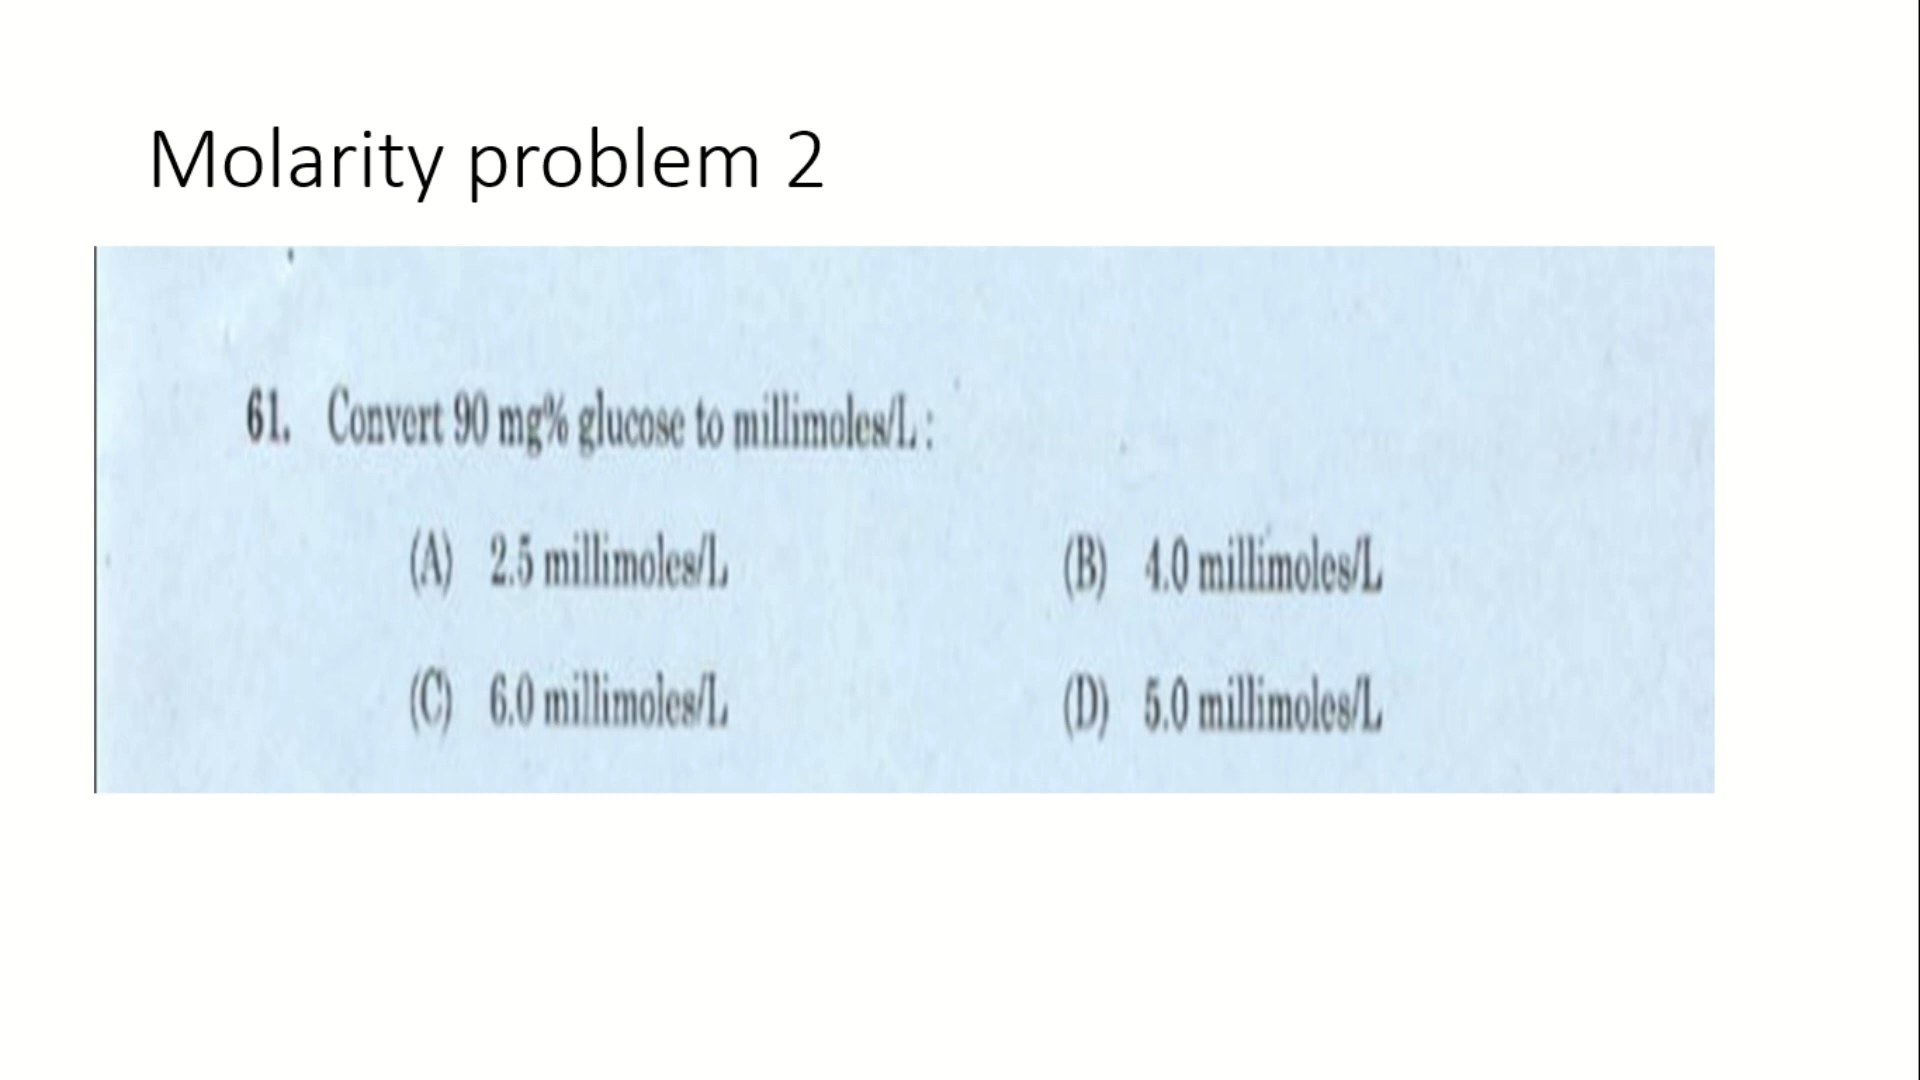 Molarity problem 2
61. Convert 90 mg% glucose to millimoles/L :
(A) 2.5 millimoles/L (B) 4.0 millimoles/L
(C) 6.0 millimoles/L (D) 5.0 millimoles/L